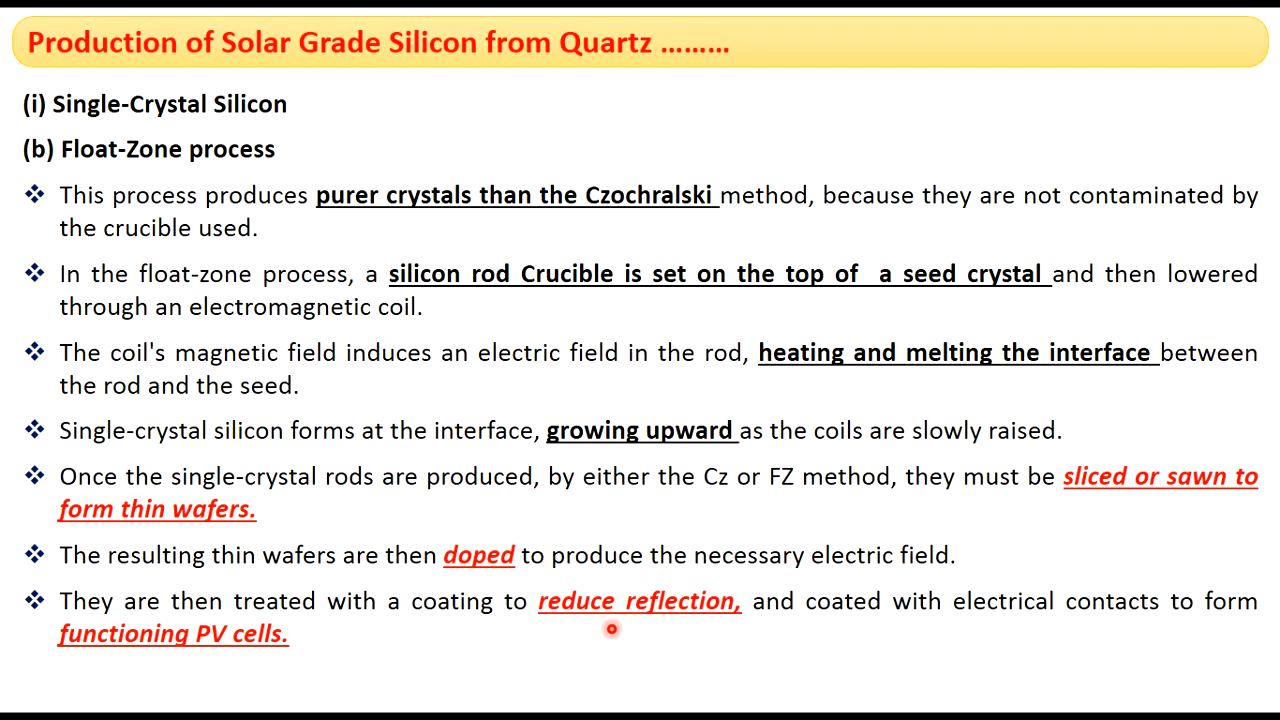 Production of Solar Grade Silicon from Quartz ………
(i) Single-Crystal Silicon
(b) Float-Zone process
❖ This process produces purer crystals than the Czochralski method, because they are not contaminated by
the crucible used.
❖ In the float-zone process, a silicon rod Crucible is set on the top of a seed crystal and then lowered
through an electromagnetic coil.
❖ The coil's magnetic field induces an electric field in the rod, heating and melting the interface between
the rod and the seed.
❖ Single-crystal silicon forms at the interface, growing upward as the coils are slowly raised.
❖ Once the single-crystal rods are produced, by either the Cz or FZ method, they must be sliced or sawn to
form thin wafers.
❖ The resulting thin wafers are then doped to produce the necessary electric field.
❖ They are then treated with a coating to reduce reflection, and coated with electrical contacts to form
functioning PV cells.